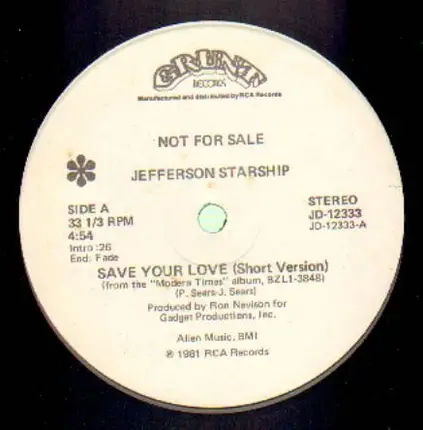 GRUNT
RECORDS
Manufactured and distributed by RCA Records
NOT FOR SALE
JEFFERSON STARSHIP
SIDE A
33 1/3 RPM
4:54
Intro :26
End: Fade
STEREO
JD-12333
JD-12333-A
SAVE YOUR LOVE (Short Version)
(from the "Modern Times" album, BZL1-3848)
(P. Sears-J. Sears)
Produced by Ron Nevison for
Gadget Productions, Inc.
Alien Music, BMI
℗ 1981 RCA Records